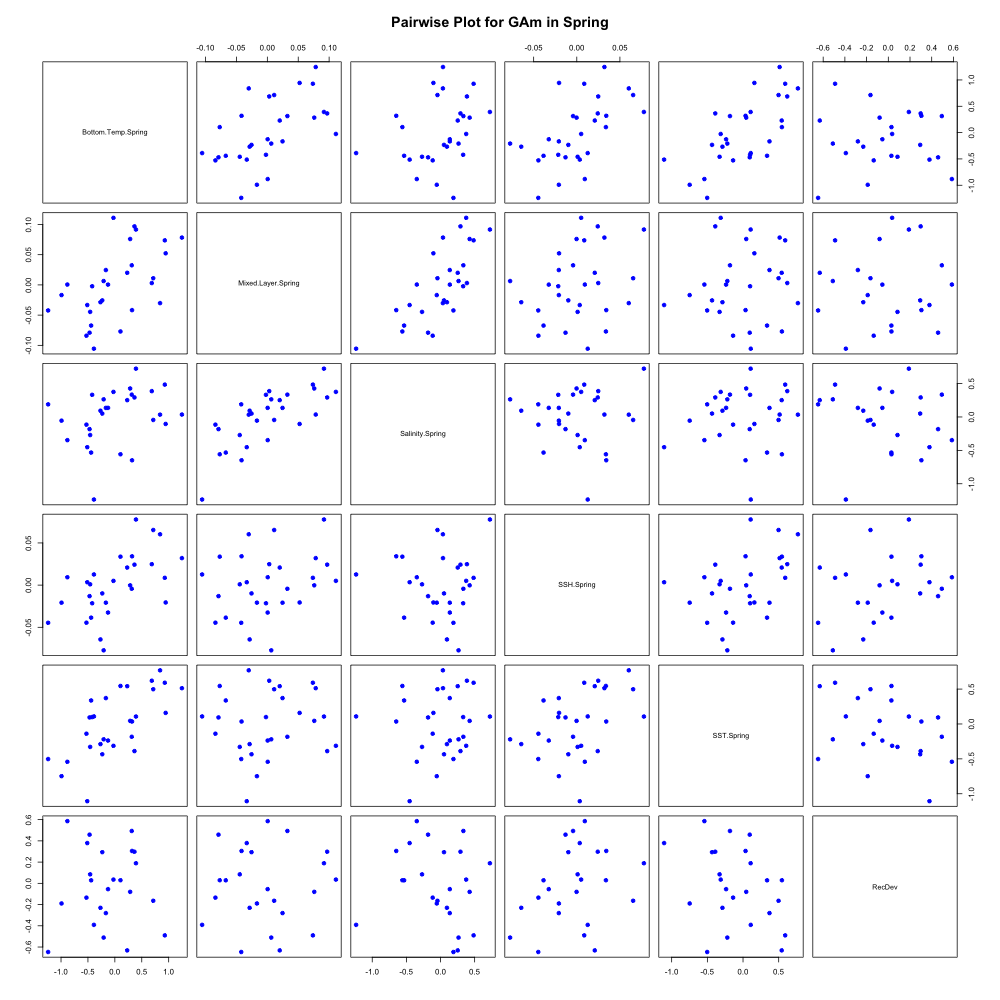 Pairwise Plot for GAm in Spring
-0.10 -0.05 0.00 0.05 0.10
-0.05 0.00 0.05
-0.6 -0.4 -0.2 0.0 0.2 0.4 0.6
Bottom.Temp.Spring
-1.0 -0.5 0.0 0.5 1.0
-0.10 -0.05 0.00 0.05 0.10
Mixed.Layer.Spring
Salinity.Spring
-1.0 -0.5 0.0 0.5
-0.05 0.00 0.05
SSH.Spring
SST.Spring
-1.0 -0.5 0.0 0.5
-0.6 -0.4 -0.2 0.0 0.2 0.4 0.6
RecDev
-1.0 -0.5 0.0 0.5 1.0
-1.0 -0.5 0.0 0.5
-1.0 -0.5 0.0 0.5